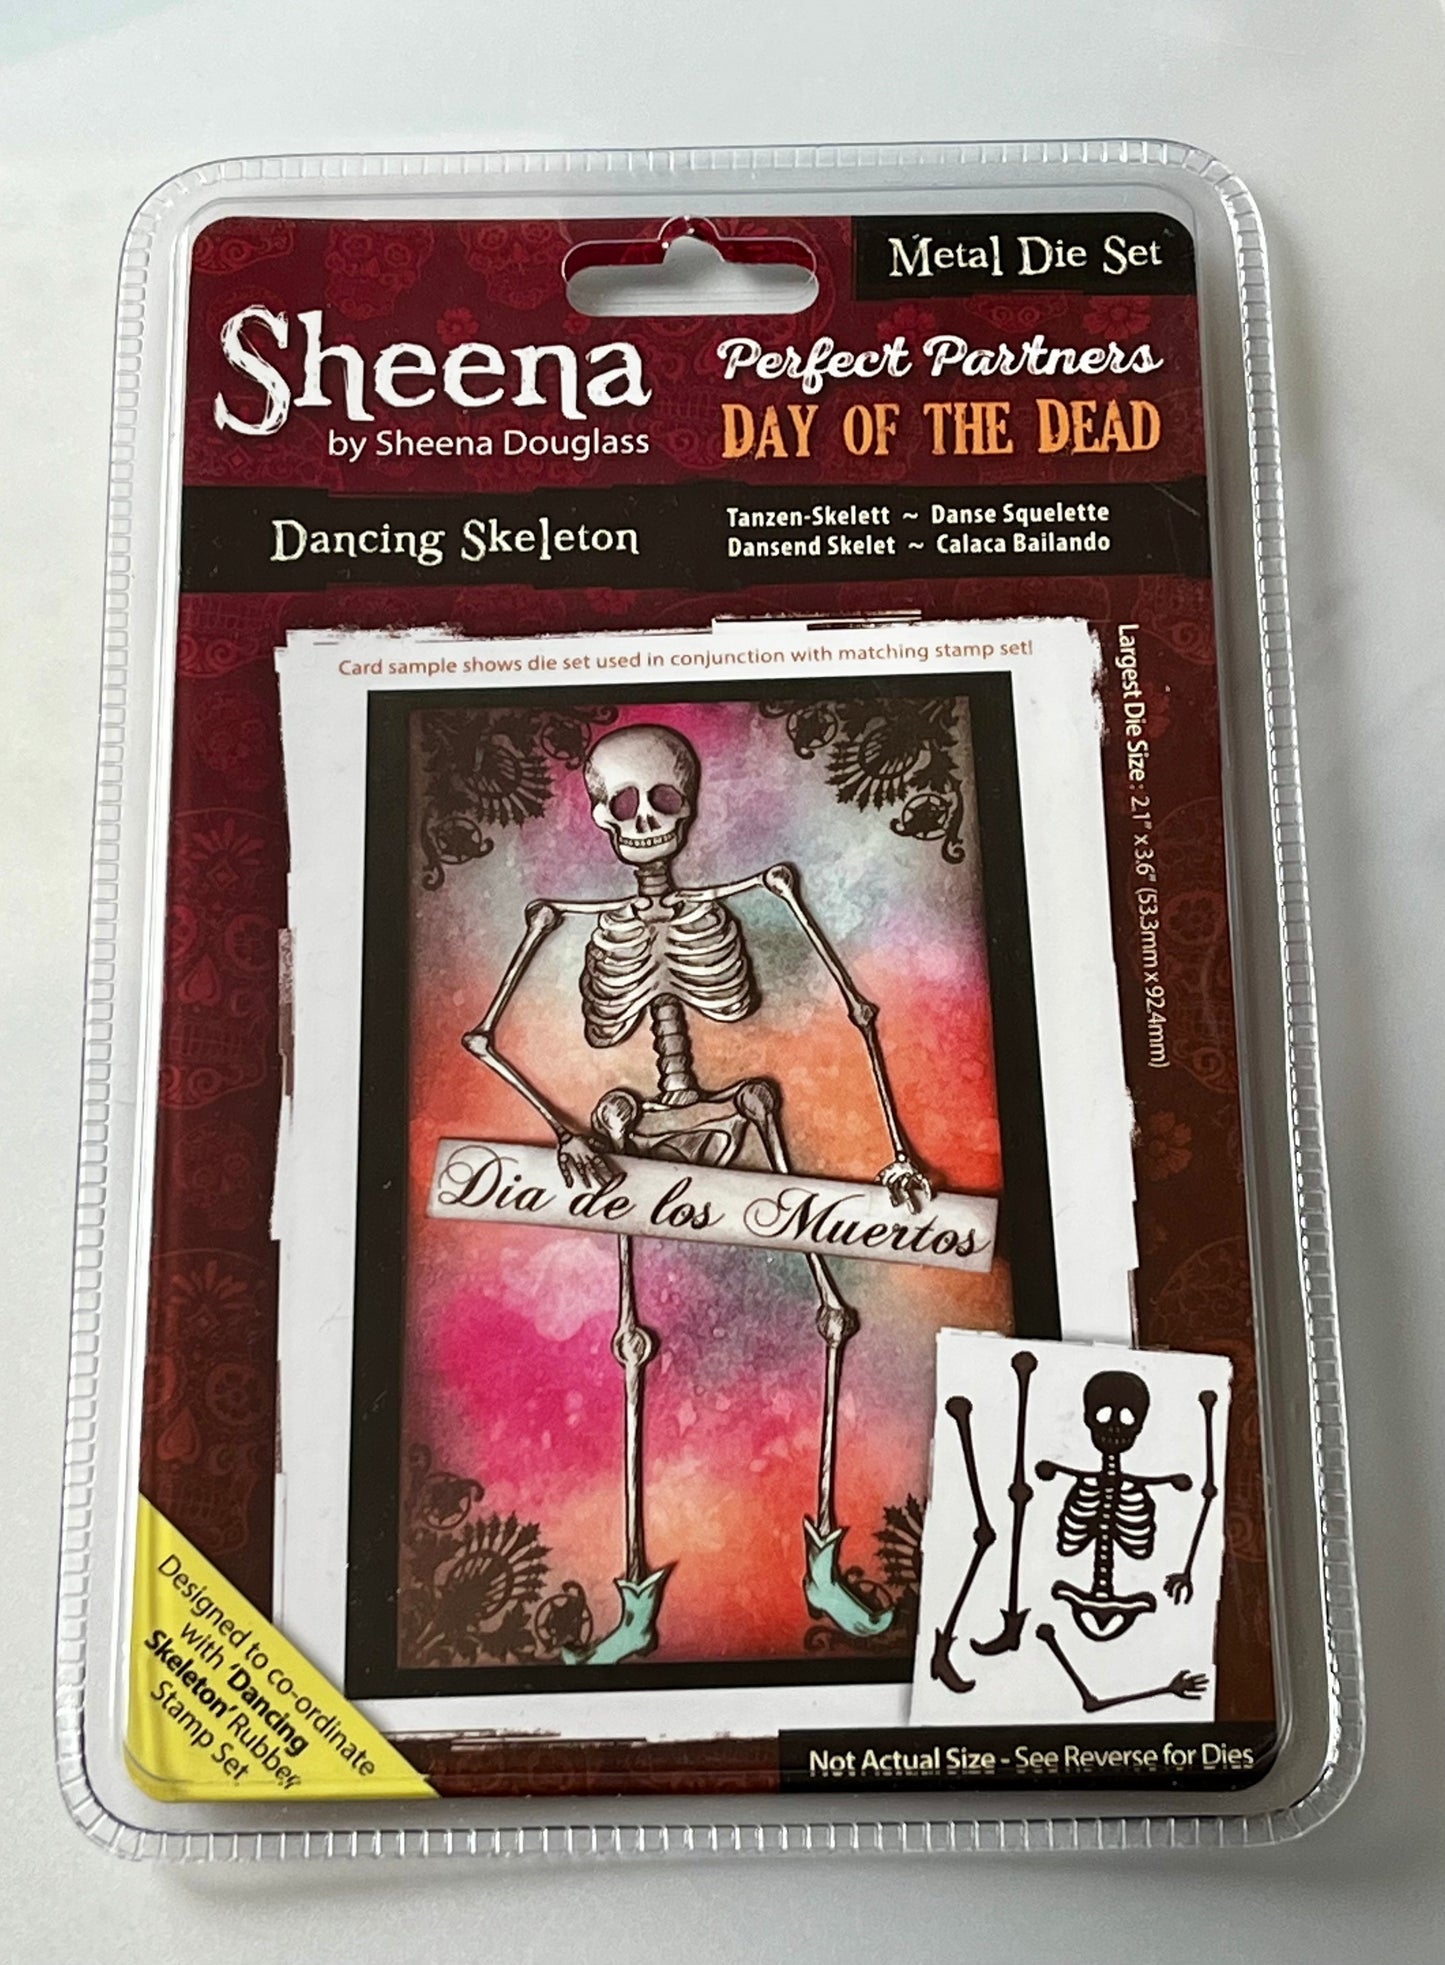 Metal Die Set
Sheena
by Sheena Douglass
Perfect Partners
DAY OF THE DEAD
Dancing Skeleton
Tanzen-Skelett ~ Danse Squelette
Dansend Skelet ~ Calaca Bailando
Card sample shows die set used in conjunction with matching stamp set!
Largest Die Size: 2.1" x 3.6" (53.3mm x 92.4mm)
Dia de los Muertos
Designed to co-ordinate
with 'Dancing
Skeleton' Rubber
Stamp Set
Not Actual Size - See Reverse for Dies